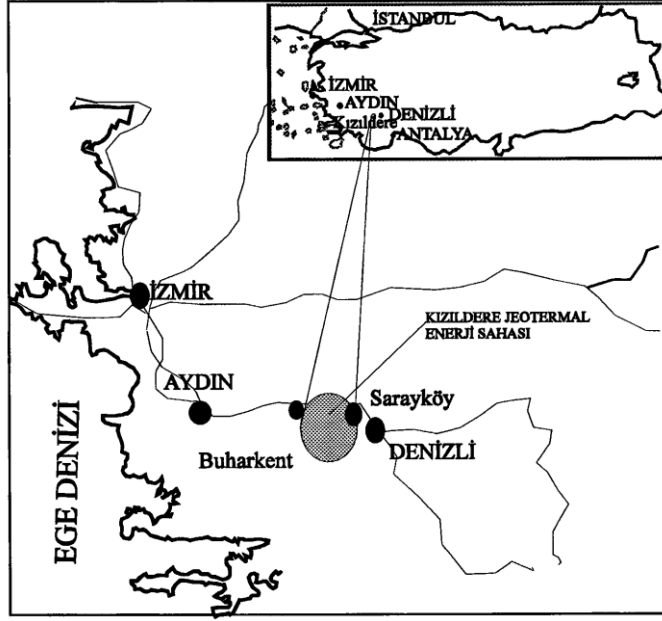 İSTANBUL
İZMİR
AYDIN
DENİZLİ
Kızıldere
ANTALYA
İZMİR
KIZILDERE JEOTERMAL
ENERJİ SAHASI
AYDIN
Sarayköy
Buharkent
DENİZLİ
EGE DENİZİ